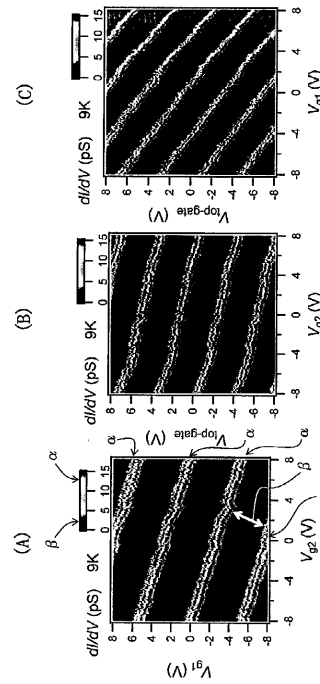 (A)
dI/dV (pS) 9K
0 5 10 15
β
α
V_g1 (V)
8
6
4
2
0
-2
-4
-6
-8
-8 -4 0 4 8
V_g2 (V)
α
α
α
β
(B)
dI/dV (pS) 9K
0 5 10 15
V_top-gate (V)
8
6
4
2
0
-2
-4
-6
-8
-8 -4 0 4 8
V_g2 (V)
(C)
dI/dV (pS) 9K
0 5 10 15
V_top-gate (V)
8
6
4
2
0
-2
-4
-6
-8
-8 -4 0 4 8
V_g1 (V)